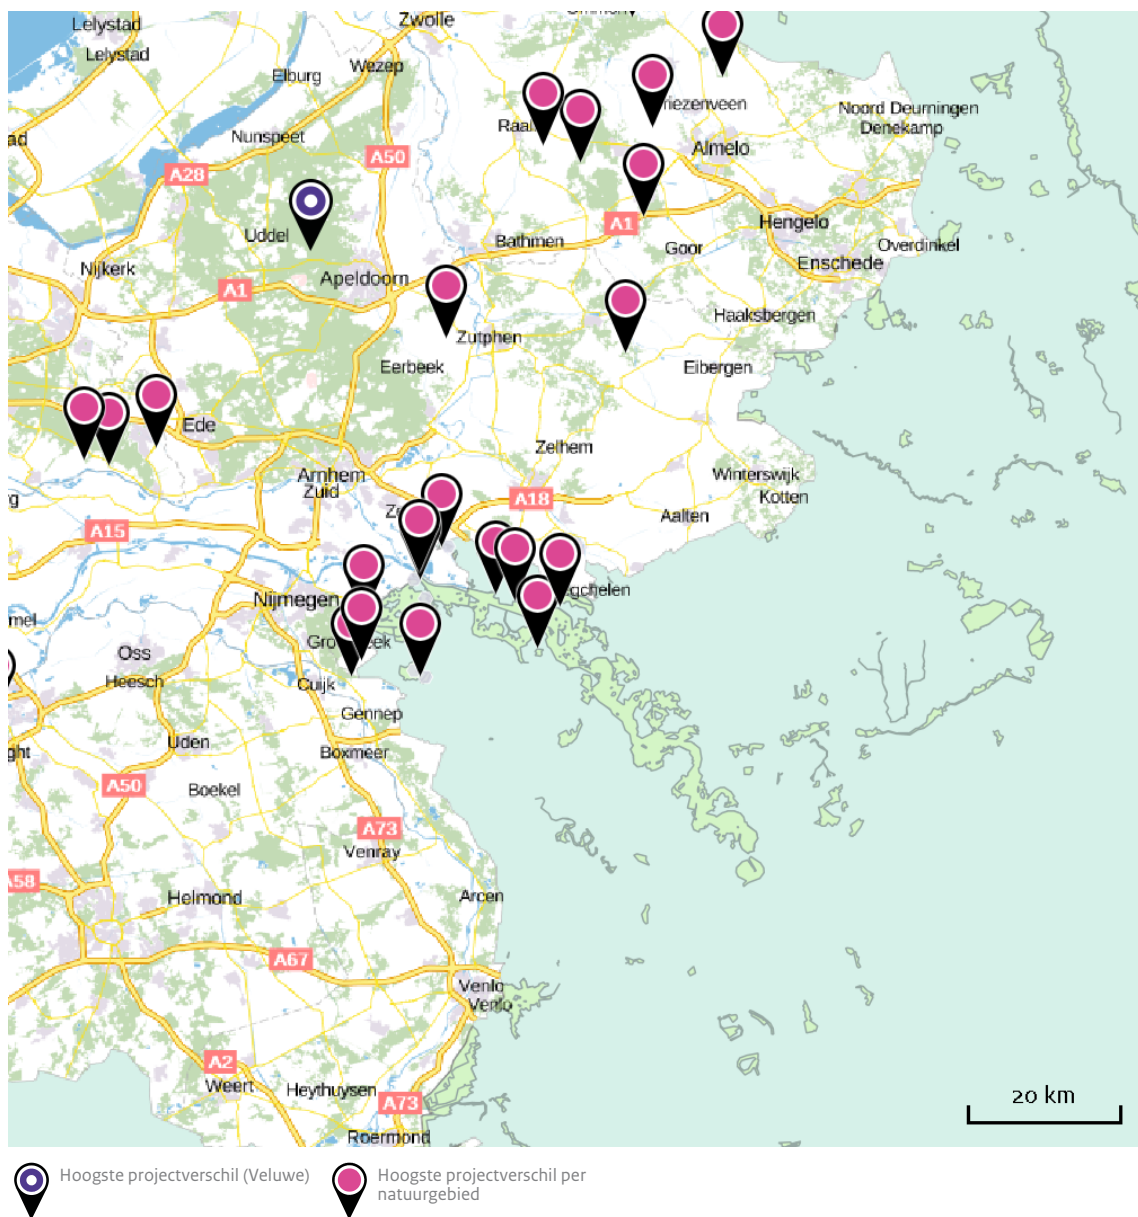 Lelystad
Zwolle
Lelystad
Wezep
Elburg
Noord Deurningen
Denekamp
Nunspeet
Almelo
A50
A28
Hengelo
A1
Uddel
Bathmen
Goor
Overdinkel
Enschede
Nijkerk
Apeldoorn
A1
Haaksbergen
Zutphen
Eerbeek
Eibergen
Ede
Zelhem
Arnhem
Zuid
Winterswijk
Kotten
A18
Aalten
A15
Nijmegen
Oss
Heesch
Cuijk
Gennep
Uden
Boxmeer
A50
Boekel
A73
Venray
A58
Helmond
Arcen
A67
Venlo
Venlo
A2
Weert
Heythuysen
A73
Roermond
20 km
Hoogste projectverschil (Veluwe)
Hoogste projectverschil per
natuurgebied